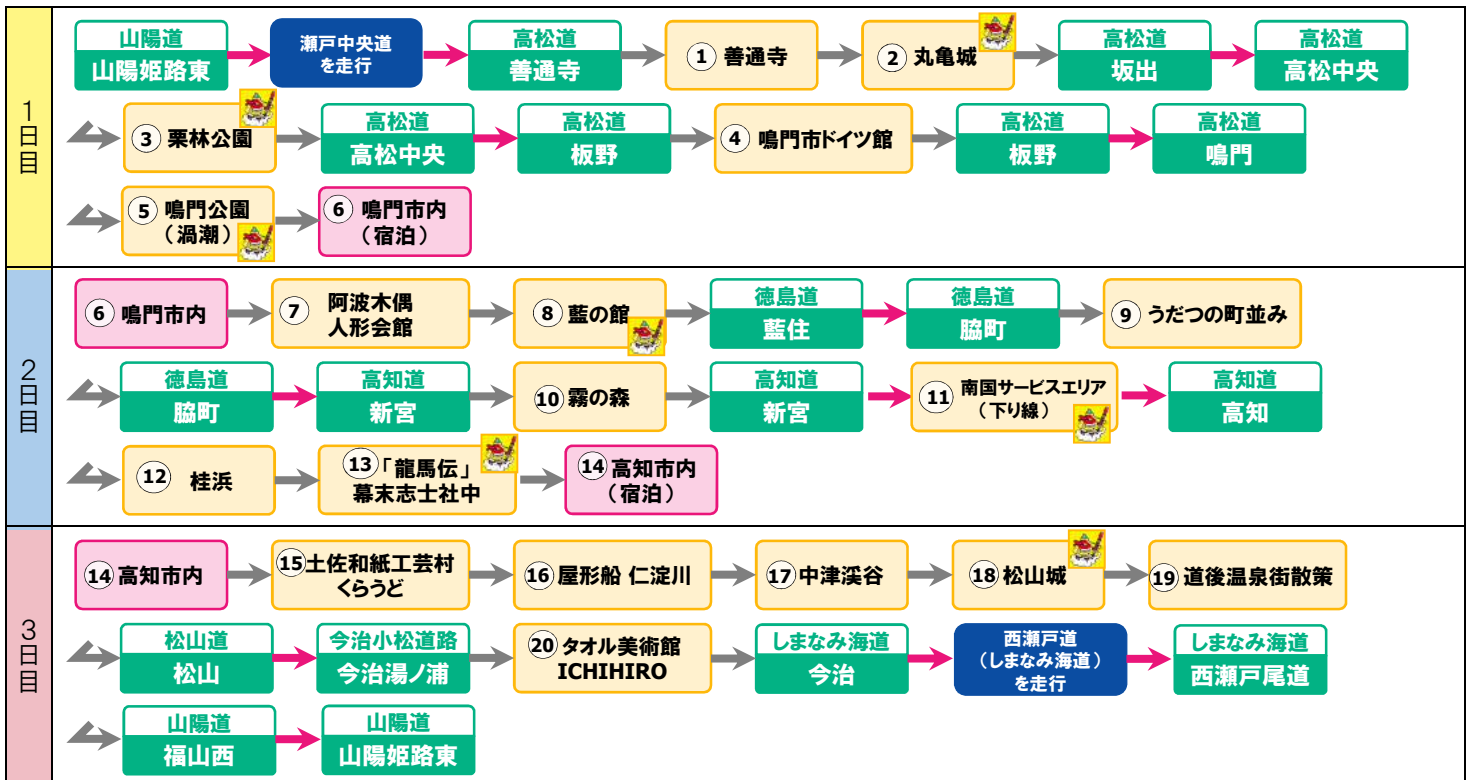 1日目
山陽道
山陽姫路東
瀬戸中央道
を走行
高松道
善通寺
1 善通寺
2 丸亀城
高松道
坂出
高松道
高松中央
3 栗林公園
高松道
高松中央
高松道
板野
4 鳴門市ドイツ館
高松道
板野
高松道
鳴門
5 鳴門公園
（渦潮）
6 鳴門市内
（宿泊）
2日目
6 鳴門市内
7 阿波木偶
人形会館
8 藍の館
徳島道
藍住
徳島道
脇町
9 うだつの町並み
徳島道
脇町
高知道
新宮
10 霧の森
高知道
新宮
11 南国サービスエリア
（下り線）
高知道
高知
12 桂浜
13 「龍馬伝」
幕末志士社中
14 高知市内
（宿泊）
3日目
14 高知市内
15 土佐和紙工芸村
くらうど
16 屋形船 仁淀川
17 中津渓谷
18 松山城
19 道後温泉街散策
松山道
松山
今治小松道路
今治湯ノ浦
20 タオル美術館
ICHIHIRO
しまなみ海道
今治
西瀬戸道
（しまなみ海道）
を走行
しまなみ海道
西瀬戸尾道
山陽道
福山西
山陽道
山陽姫路東